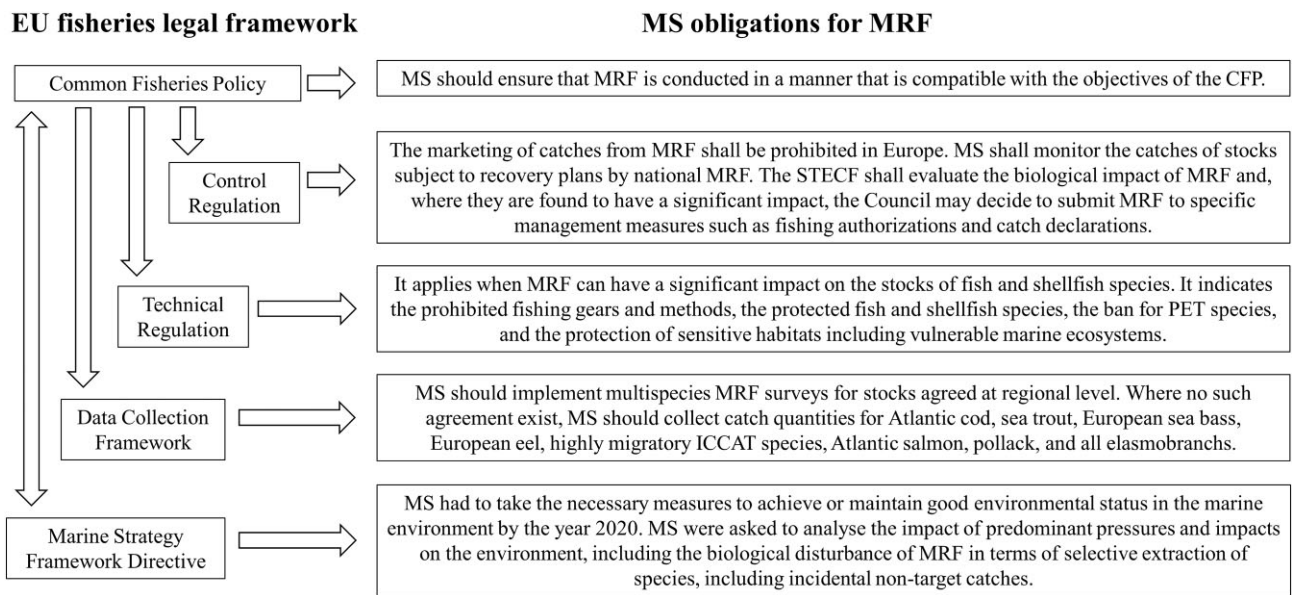 EU fisheries legal framework
MS obligations for MRF
Common Fisheries Policy
MS should ensure that MRF is conducted in a manner that is compatible with the objectives of the CFP.
Control
Regulation
The marketing of catches from MRF shall be prohibited in Europe. MS shall monitor the catches of stocks
subject to recovery plans by national MRF. The STECF shall evaluate the biological impact of MRF and,
where they are found to have a significant impact, the Council may decide to submit MRF to specific
management measures such as fishing authorizations and catch declarations.
Technical
Regulation
It applies when MRF can have a significant impact on the stocks of fish and shellfish species. It indicates
the prohibited fishing gears and methods, the protected fish and shellfish species, the ban for PET species,
and the protection of sensitive habitats including vulnerable marine ecosystems.
Data Collection
Framework
MS should implement multispecies MRF surveys for stocks agreed at regional level. Where no such
agreement exist, MS should collect catch quantities for Atlantic cod, sea trout, European sea bass,
European eel, highly migratory ICCAT species, Atlantic salmon, pollack, and all elasmobranchs.
Marine Strategy
Framework Directive
MS had to take the necessary measures to achieve or maintain good environmental status in the marine
environment by the year 2020. MS were asked to analyse the impact of predominant pressures and impacts
on the environment, including the biological disturbance of MRF in terms of selective extraction of
species, including incidental non-target catches.